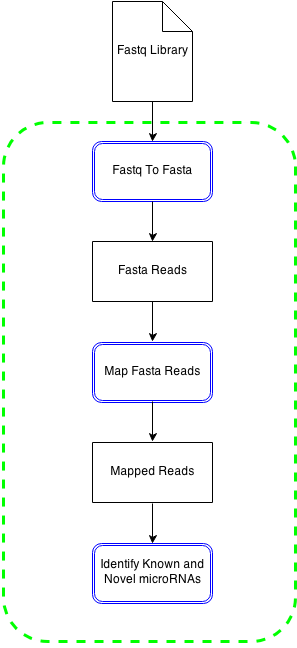 Fastq Library
Fastq To Fasta
Fasta Reads
Map Fasta Reads
Mapped Reads
Identify Known and
Novel microRNAs